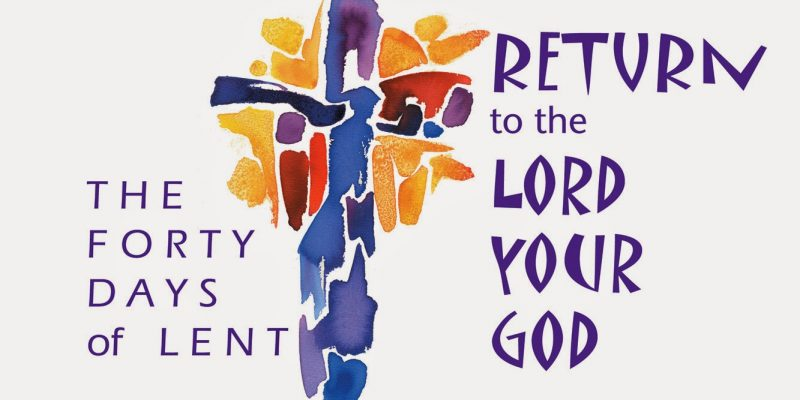 THE
FORTY
DAYS
of LENT
RETURN
to the
LORD
YOUR
GOD